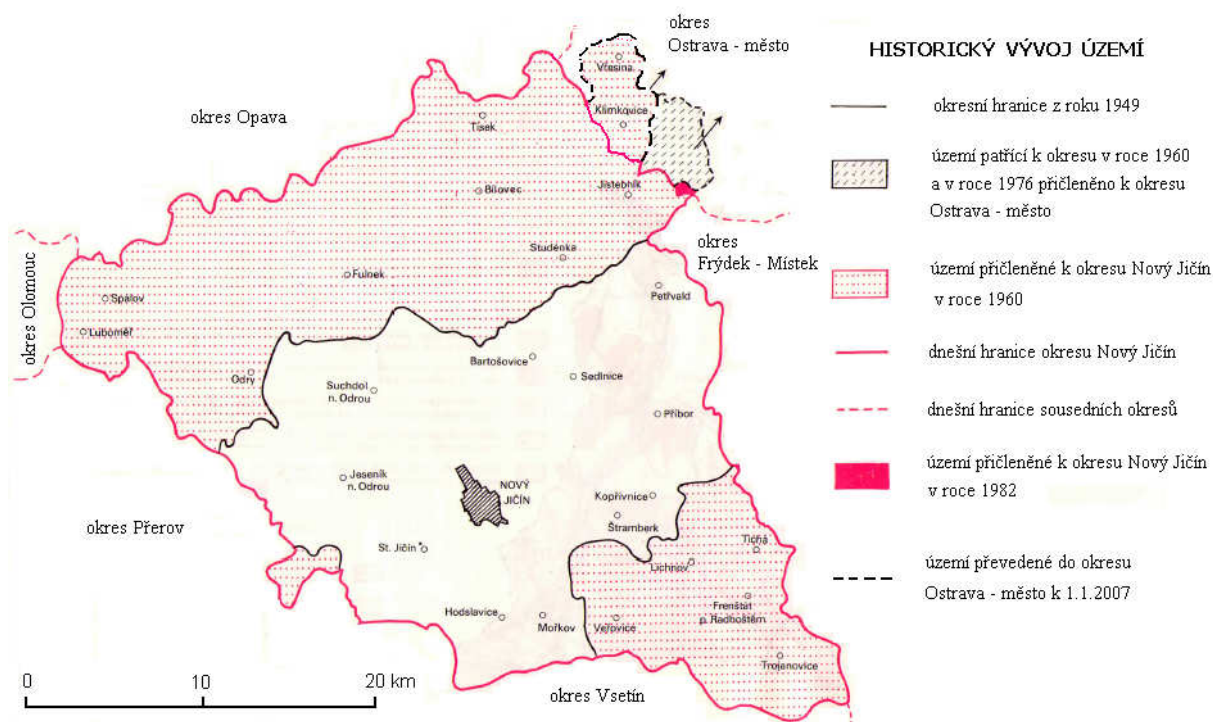 okres
Ostrava - město
HISTORICKÝ VÝVOJ ÚZEMÍ
okresní hranice z roku 1949
území patřící k okresu v roce 1960
a v roce 1976 přičleněno k okresu
Ostrava - město
území přičleněné k okresu Nový Jičín
v roce 1960
dnešní hranice okresu Nový Jičín
dnešní hranice sousedních okresů
území přičleněné k okresu Nový Jičín
v roce 1982
území převedené do okresu
Ostrava - město k 1.1.2007
okres Opava
Vřesina
Klimkovice
Tísek
Bílovec
Jistebník
Studénka
okres
Frýdek - Místek
Fulnek
Petřvald
okres Olomouc
Spálov
Luboměř
Odry
Bartošovice
Sedlnice
Suchdol
n. Odrou
Příbor
Jeseník
n. Odrou
NOVÝ
JIČÍN
Kopřivnice
Štramberk
okres Přerov
St. Jičín
Tichá
Lichnov
Frenštát
p. Radhoštěm
Hodslavice
Mořkov
Veřovice
Trojanovice
0 10 20 km
okres Vsetín